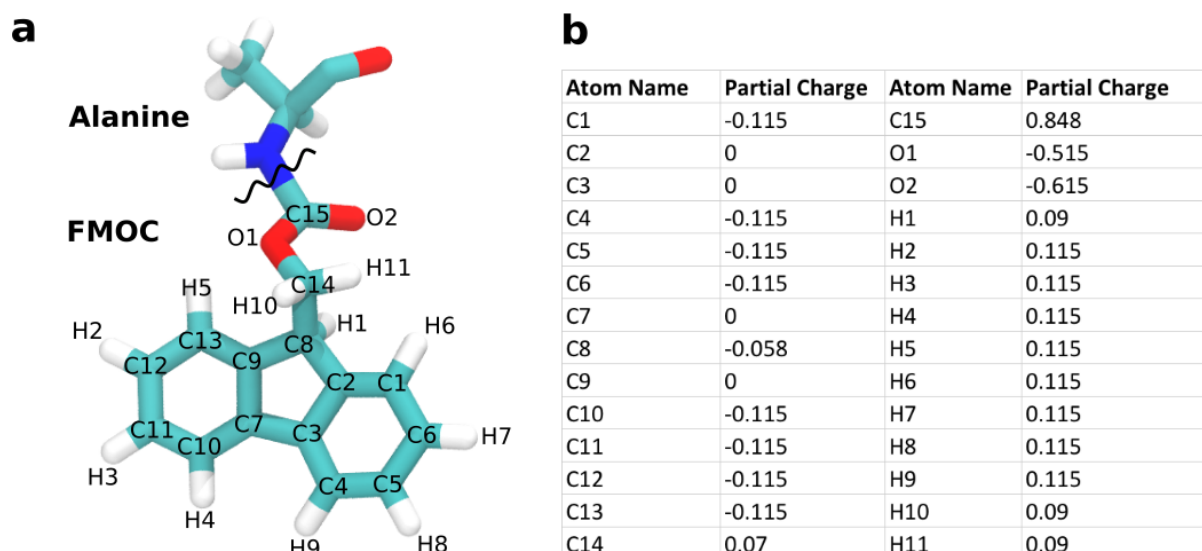 a
Alanine
FMOC
C15
O2
O1
H11
C14
H10
H5
H1
H6
H2
C13
C8
C12
C9
C2
C1
C11
C7
C3
C6
H7
C10
H3
C4
C5
H4
H9
H8
b
Atom Name Partial Charge Atom Name Partial Charge
C1 -0.115 C15 0.848
C2 0 O1 -0.515
C3 0 O2 -0.615
C4 -0.115 H1 0.09
C5 -0.115 H2 0.115
C6 -0.115 H3 0.115
C7 0 H4 0.115
C8 -0.058 H5 0.115
C9 0 H6 0.115
C10 -0.115 H7 0.115
C11 -0.115 H8 0.115
C12 -0.115 H9 0.115
C13 -0.115 H10 0.09
C14 0.07 H11 0.09